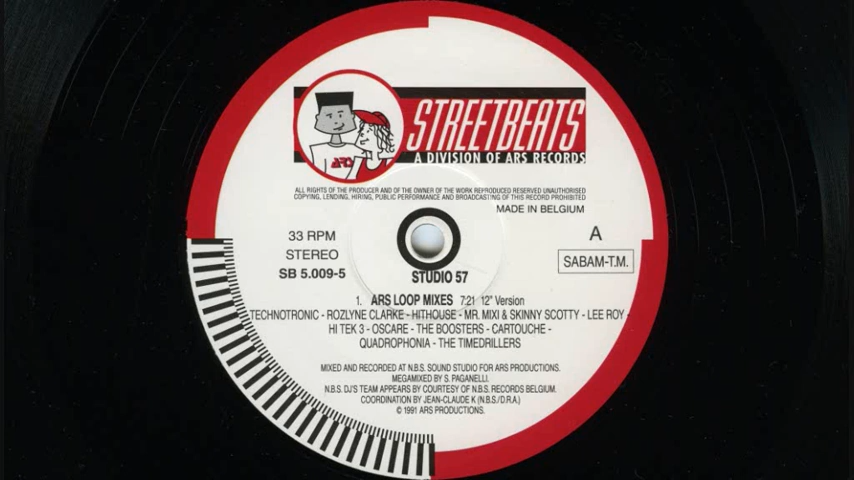 STREETBEATS
A DIVISION OF ARS RECORDS
ARS
ALL RIGHTS OF THE PRODUCER AND OF THE OWNER OF THE WORK REPRODUCED RESERVED UNAUTHORISED
COPYING, LENDING, HIRING, PUBLIC PERFORMANCE AND BROADCASTING OF THIS RECORD PROHIBITED
MADE IN BELGIUM
33 RPM
STEREO
SB 5.009-5
A
SABAM-T.M.
STUDIO 57
1. ARS LOOP MIXES 7:21 12" Version
TECHNOTRONIC - ROZLYNE CLARKE - HITHOUSE - MR. MIXI & SKINNY SCOTTY - LEE ROY -
HI TEK 3 - OSCARE - THE BOOSTERS - CARTOUCHE -
QUADROPHONIA - THE TIMEDRILLERS
MIXED AND RECORDED AT N.B.S. SOUND STUDIO FOR ARS PRODUCTIONS.
MEGAMIXED BY S. PAGANELLI.
N.B.S. DJ'S TEAM APPEARS BY COURTESY OF N.B.S. RECORDS BELGIUM.
COORDINATION BY JEAN-CLAUDE K (N.B.S./D.R.A.)
© 1991 ARS PRODUCTIONS.